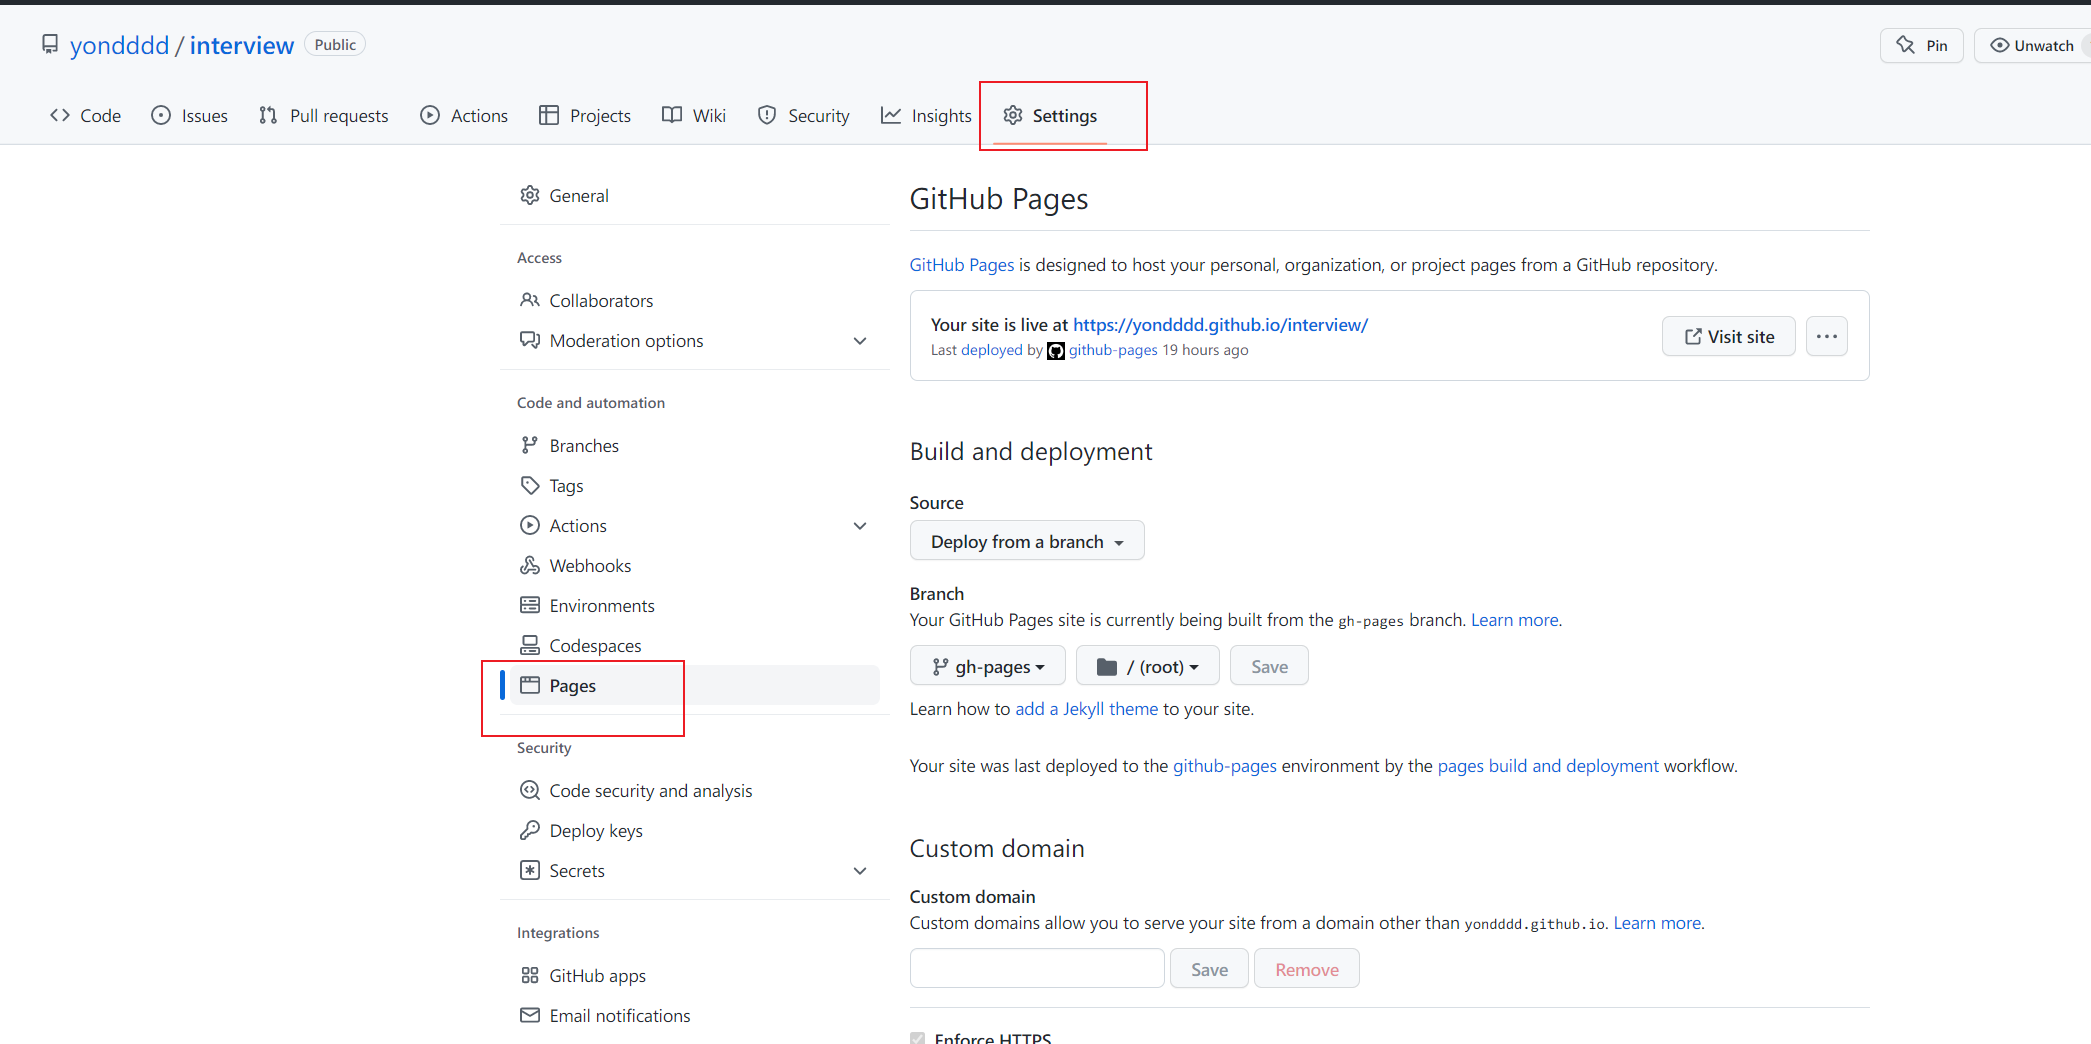 yondddd / interview Public
Pin
Unwatch
Code
Issues
Pull requests
Actions
Projects
Wiki
Security
Insights
Settings
General
Access
Collaborators
Moderation options
Code and automation
Branches
Tags
Actions
Webhooks
Environments
Codespaces
Pages
Security
Code security and analysis
Deploy keys
Secrets
Integrations
GitHub apps
Email notifications
GitHub Pages
GitHub Pages is designed to host your personal, organization, or project pages from a GitHub repository.
Your site is live at https://yondddd.github.io/interview/
Last deployed by github-pages 19 hours ago
Visit site
Build and deployment
Source
Deploy from a branch
Branch
Your GitHub Pages site is currently being built from the gh-pages branch. Learn more.
gh-pages
/ (root)
Save
Learn how to add a Jekyll theme to your site.
Your site was last deployed to the github-pages environment by the pages build and deployment workflow.
Custom domain
Custom domain
Custom domains allow you to serve your site from a domain other than yondddd.github.io. Learn more.
Save
Remove
Enforce HTTPS